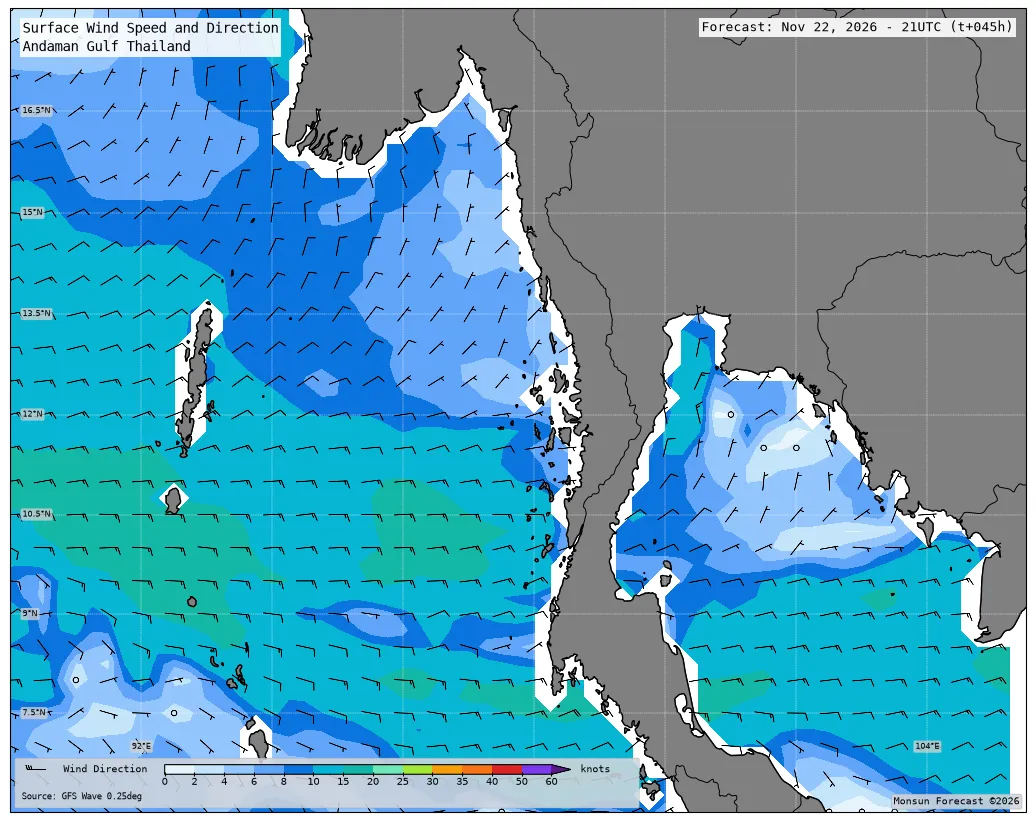 Surface Wind Speed and Direction
Andaman Gulf Thailand
Forecast: Nov 22, 2026 - 21UTC (t+045h)
16.5°N
15°N
13.5°N
12°N
10.5°N
9°N
7.5°N
92°E
104°E
Wind Direction
0 2 4 6 8 10 15 20 25 30 35 40 50 60
knots
Source: GFS Wave 0.25deg
Monsun Forecast ©2026